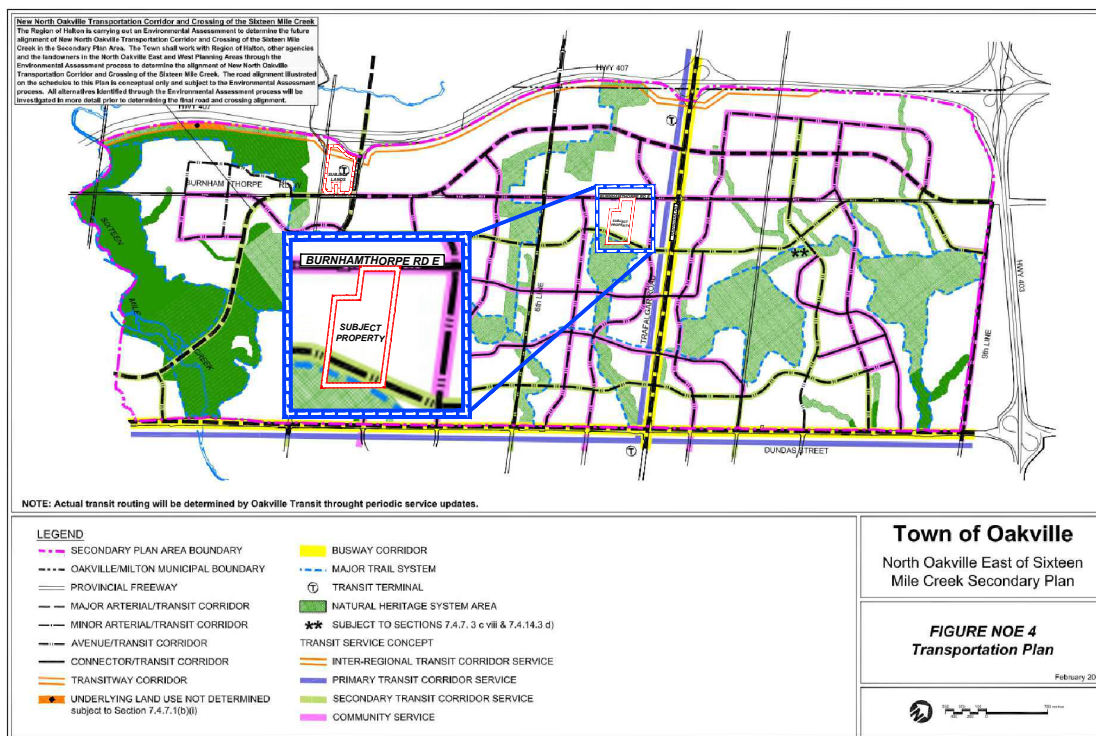 New North Oakville Transportation Corridor and Crossing of the Sixteen Mile Creek
The Region of Halton is carrying out an Environmental Assessment to determine the future
alignment of New North Oakville Transportation Corridor and Crossing of the Sixteen Mile
Creek in the Secondary Plan Area. The Town shall work with Region of Halton, other agencies
and the landowners in the North Oakville East and West Planning Areas through the
Environmental Assessment process to determine the alignment of New North Oakville
Transportation Corridor and Crossing of the Sixteen Mile Creek. The road alignment illustrated
on the schedules to this Plan is conceptual only and subject to the Environmental Assessment
process. All alternatives identified through the Environmental Assessment process will be
investigated in more detail prior to determining the final road and crossing alignment.
HWY 407
HWY 407
T
T
SUBJECT
LANDS
BURNHAMTHORPE RD W
BURNHAMTHORPE RD E
SUBJECT
PROPERTY
SIXTEEN
MILE
CREEK
BURNHAMTHORPE RD E
SUBJECT
PROPERTY
6th LINE
TRAFALGAR ROAD
**
HWY 403
9th LINE
T
DUNDAS STREET
NOTE: Actual transit routing will be determined by Oakville Transit throught periodic service updates.
LEGEND
SECONDARY PLAN AREA BOUNDARY
OAKVILLE/MILTON MUNICIPAL BOUNDARY
PROVINCIAL FREEWAY
MAJOR ARTERIAL/TRANSIT CORRIDOR
MINOR ARTERIAL/TRANSIT CORRIDOR
AVENUE/TRANSIT CORRIDOR
CONNECTOR/TRANSIT CORRIDOR
TRANSITWAY CORRIDOR
UNDERLYING LAND USE NOT DETERMINED
subject to Section 7.4.7.1(b)(i)
BUSWAY CORRIDOR
MAJOR TRAIL SYSTEM
T TRANSIT TERMINAL
NATURAL HERITAGE SYSTEM AREA
** SUBJECT TO SECTIONS 7.4.7. 3 c viii & 7.4.14.3 d)
TRANSIT SERVICE CONCEPT
INTER-REGIONAL TRANSIT CORRIDOR SERVICE
PRIMARY TRANSIT CORRIDOR SERVICE
SECONDARY TRANSIT CORRIDOR SERVICE
COMMUNITY SERVICE
Town of Oakville
North Oakville East of Sixteen
Mile Creek Secondary Plan
FIGURE NOE 4
Transportation Plan
February 20